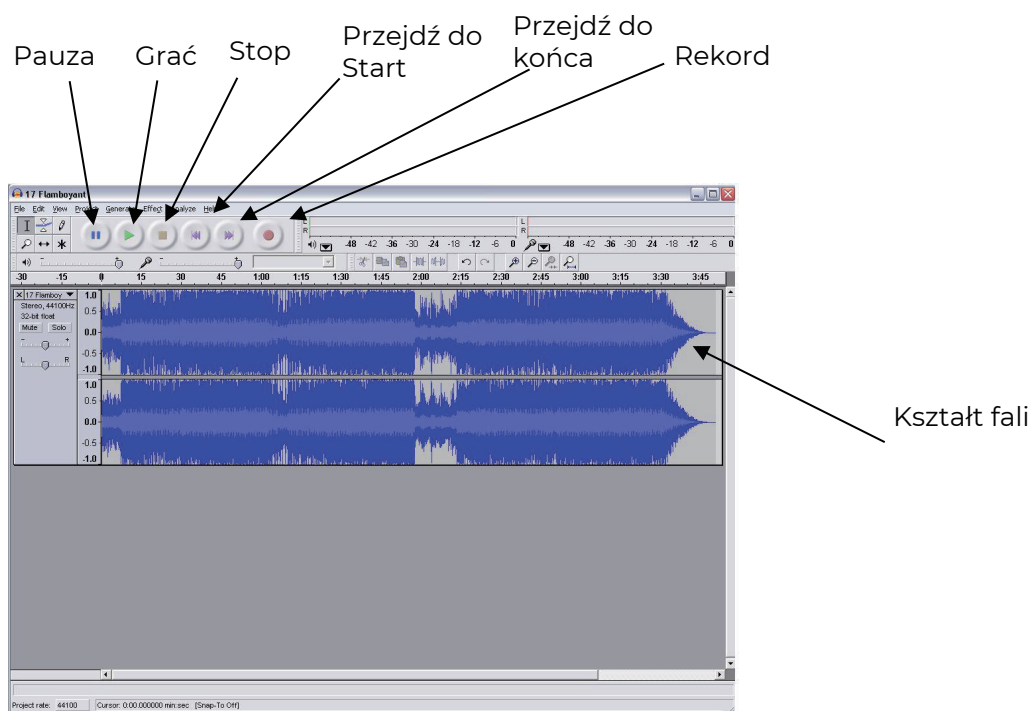 Pauza
Grać
Stop
Przejdź do
Start
Przejdź do
końca
Rekord
17 Flamboyant
File Edit View Project Generate Effect Analyze Help
L
R
-48 -42 -36 -30 -24 -18 -12 -6 0
L
R
-48 -42 -36 -30 -24 -18 -12 -6 0
-30 -15 0 15 30 45 1:00 1:15 1:30 1:45 2:00 2:15 2:30 2:45 3:00 3:15 3:30 3:45
17 Flamboy
Stereo, 44100Hz
32-bit float
Mute Solo
- +
L R
1.0
0.5
0.0
-0.5
-1.0
1.0
0.5
0.0
-0.5
-1.0
Kształt fali
Project rate: 44100 Cursor: 0:00.000000 min:sec [Snap-To Off]